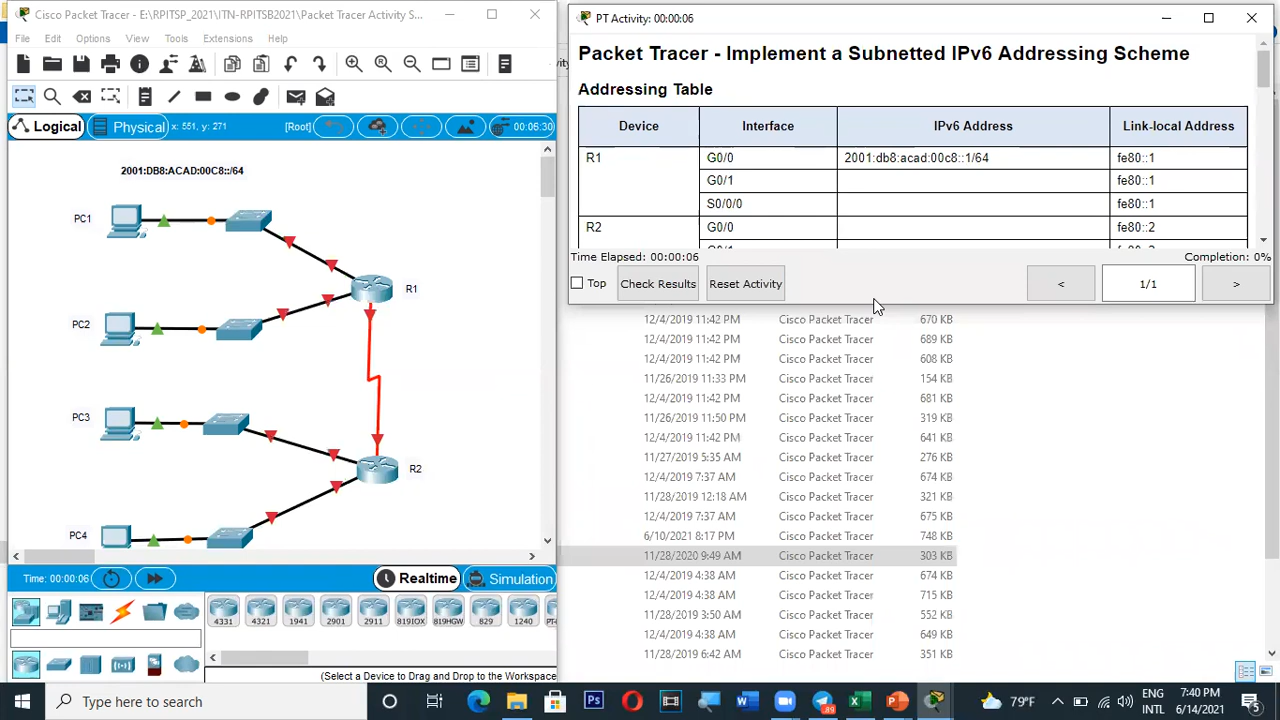 Cisco Packet Tracer - E:\RPITSP_2021\ITN-RPITSB2021\Packet Tracer Activity S...
File Edit Options View Tools Extensions Help
Logical Physical x: 551, y: 271 [Root] 00:06:30
2001:DB8:ACAD:00C8::/64
PC1
R1
PC2
PC3
R2
PC4
Time: 00:00:06 Realtime Simulation
4331 4321 1941 2901 2911 819IOX 819HGW 829 1240
(Select a Device to Drag and Drop to the Workspace
PT Activity: 00:00:06
Packet Tracer - Implement a Subnetted IPv6 Addressing Scheme
Addressing Table
Device Interface IPv6 Address Link-local Address
R1 G0/0 2001:db8:acad:00c8::1/64 fe80::1
G0/1 fe80::1
S0/0/0 fe80::1
R2 G0/0 fe80::2
Time Elapsed: 00:00:06 Completion: 0%
Top Check Results Reset Activity < 1/1 >
12/4/2019 11:42 PM Cisco Packet Tracer 670 KB
12/4/2019 11:42 PM Cisco Packet Tracer 689 KB
12/4/2019 11:42 PM Cisco Packet Tracer 608 KB
11/26/2019 11:33 PM Cisco Packet Tracer 154 KB
12/4/2019 11:42 PM Cisco Packet Tracer 681 KB
11/26/2019 11:50 PM Cisco Packet Tracer 319 KB
12/4/2019 11:42 PM Cisco Packet Tracer 641 KB
11/27/2019 5:35 AM Cisco Packet Tracer 276 KB
12/4/2019 7:37 AM Cisco Packet Tracer 674 KB
11/28/2019 12:18 AM Cisco Packet Tracer 321 KB
12/4/2019 7:37 AM Cisco Packet Tracer 675 KB
6/10/2021 8:17 PM Cisco Packet Tracer 748 KB
11/28/2020 9:49 AM Cisco Packet Tracer 303 KB
12/4/2019 4:38 AM Cisco Packet Tracer 674 KB
12/4/2019 4:38 AM Cisco Packet Tracer 715 KB
11/28/2019 3:50 AM Cisco Packet Tracer 552 KB
12/4/2019 4:38 AM Cisco Packet Tracer 649 KB
11/28/2019 6:42 AM Cisco Packet Tracer 351 KB
Type here to search
79°F
ENG
INTL
7:40 PM
6/14/2021
5